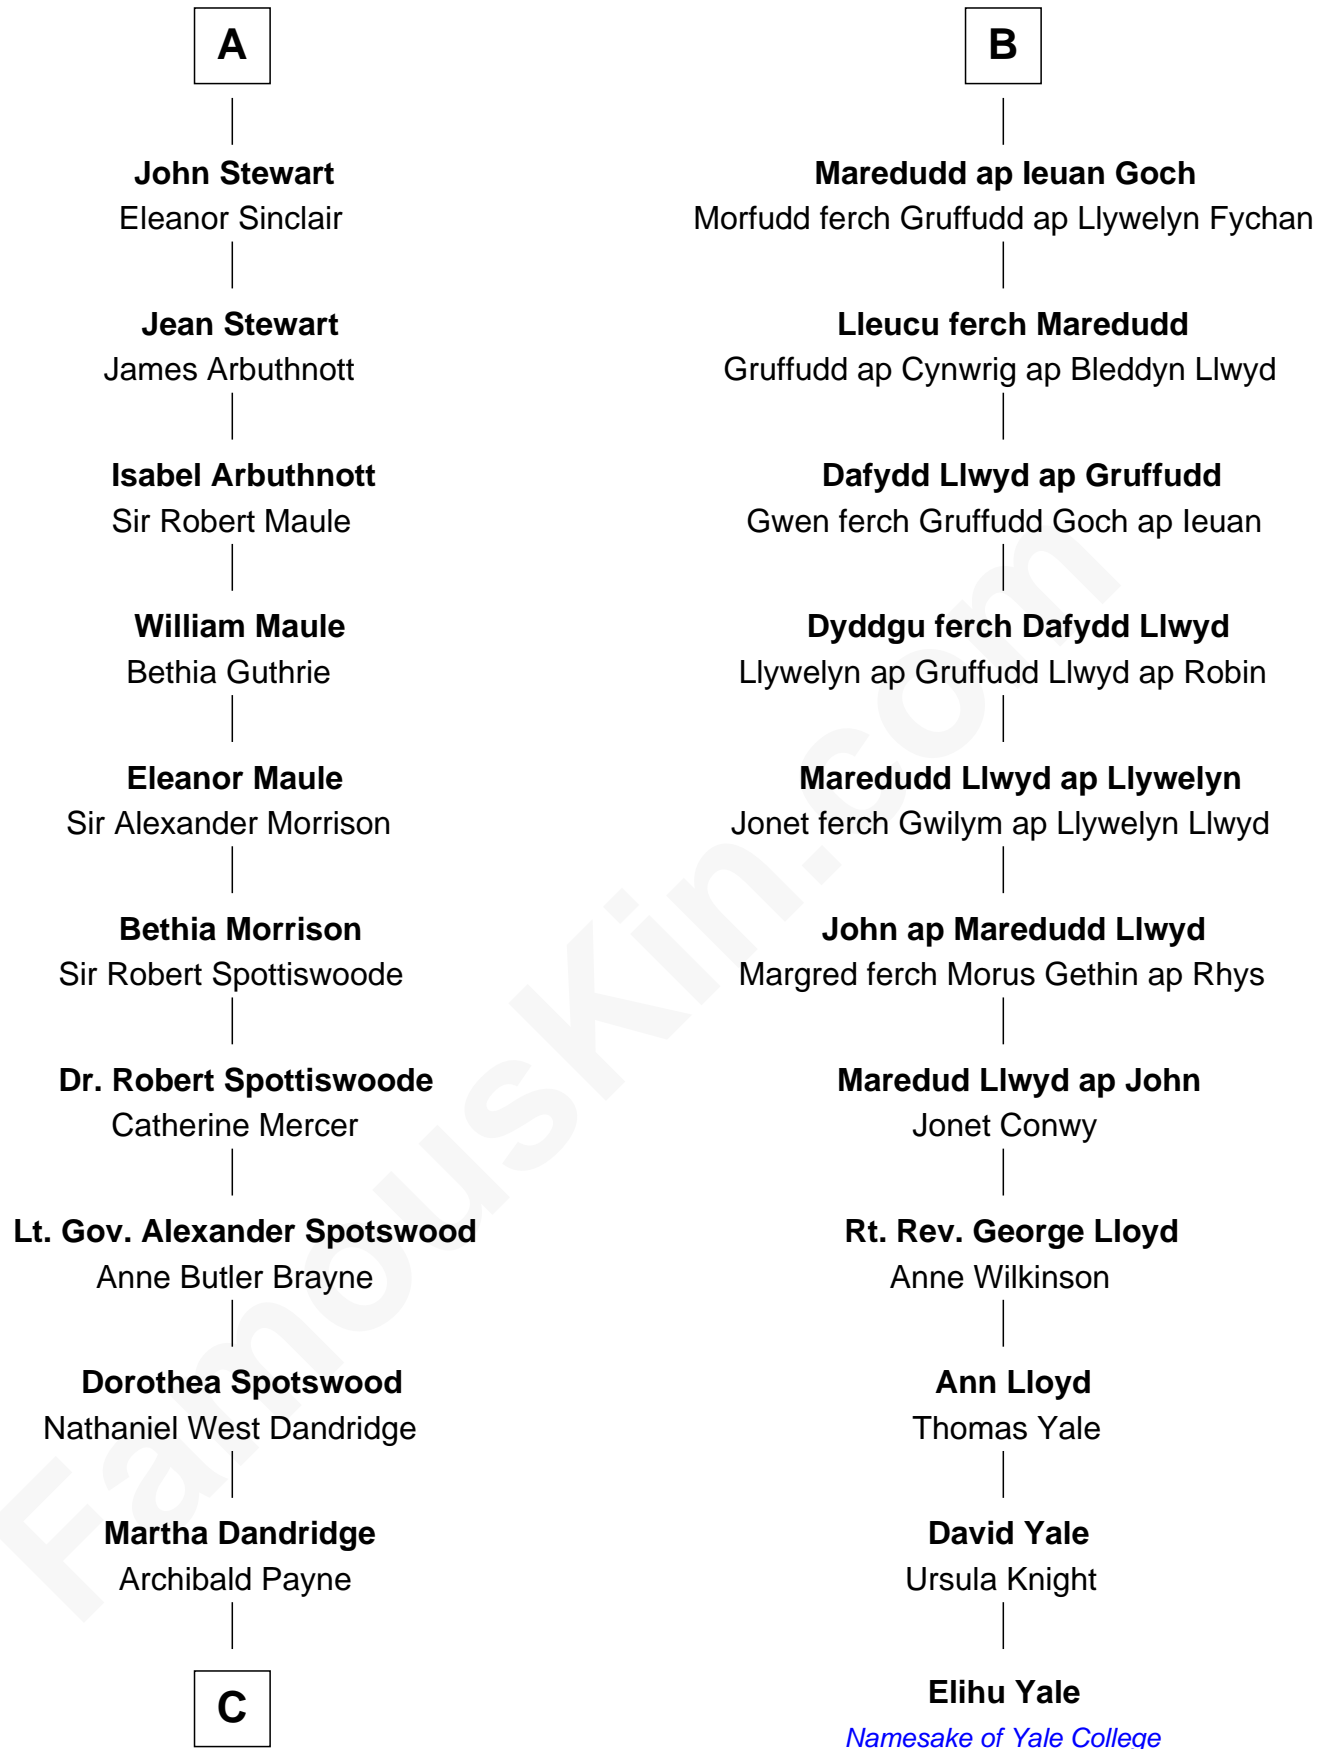 A
John Stewart
Eleanor Sinclair
Jean Stewart
James Arbuthnott
Isabel Arbuthnott
Sir Robert Maule
William Maule
Bethia Guthrie
Eleanor Maule
Sir Alexander Morrison
Bethia Morrison
Sir Robert Spottiswoode
Dr. Robert Spottiswoode
Catherine Mercer
Lt. Gov. Alexander Spotswood
Anne Butler Brayne
Dorothea Spotswood
Nathaniel West Dandridge
Martha Dandridge
Archibald Payne
C
B
Maredudd ap Ieuan Goch
Morfudd ferch Gruffudd ap Llywelyn Fychan
Lleucu ferch Maredudd
Gruffudd ap Cynwrig ap Bleddyn Llwyd
Dafydd Llwyd ap Gruffudd
Gwen ferch Gruffudd Goch ap Ieuan
Dyddgu ferch Dafydd Llwyd
Llywelyn ap Gruffudd Llwyd ap Robin
Maredudd Llwyd ap Llywelyn
Jonet ferch Gwilym ap Llywelyn Llwyd
John ap Maredudd Llwyd
Margred ferch Morus Gethin ap Rhys
Maredud Llwyd ap John
Jonet Conwy
Rt. Rev. George Lloyd
Anne Wilkinson
Ann Lloyd
Thomas Yale
David Yale
Ursula Knight
Elihu Yale
Namesake of Yale College
FamousKin.com